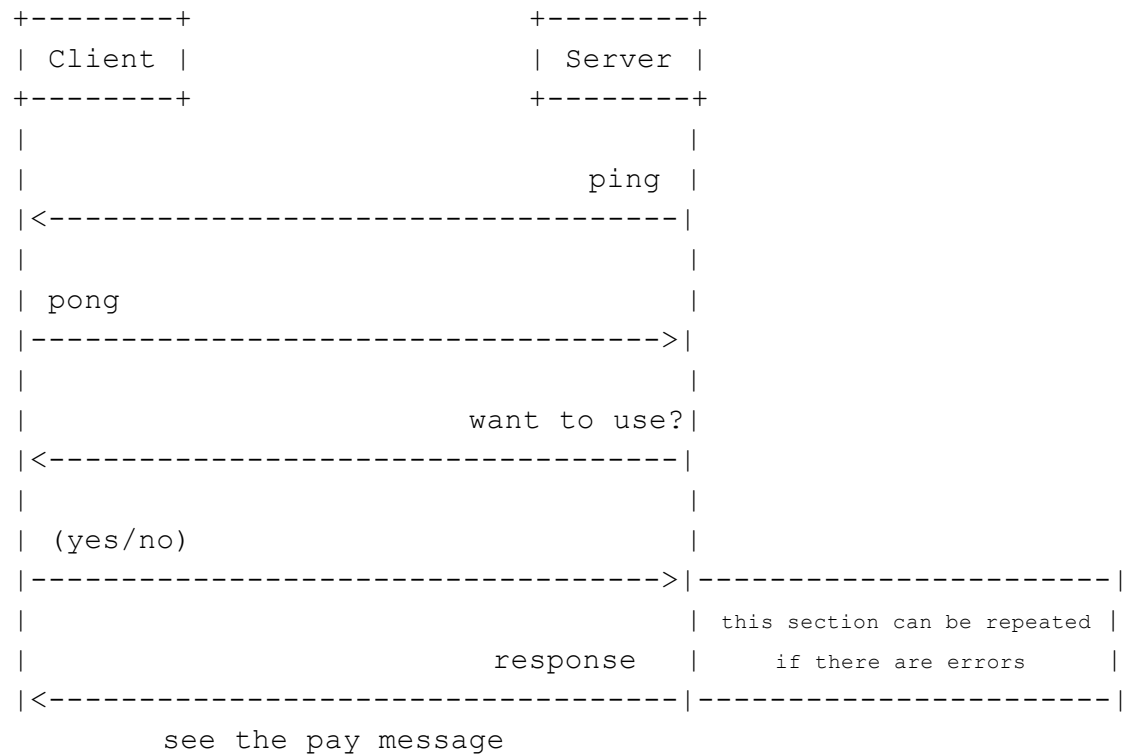 Client Server
ping
pong
want to use?
(yes/no)
this section can be repeated
response if there are errors
see the pay message